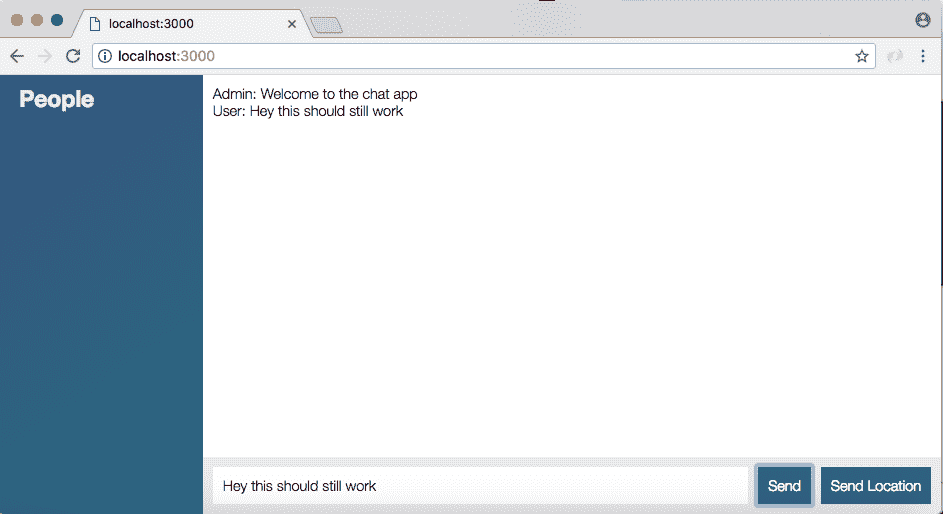 localhost:3000
localhost:3000
People
Admin: Welcome to the chat app
User: Hey this should still work
Hey this should still work
Send
Send Location